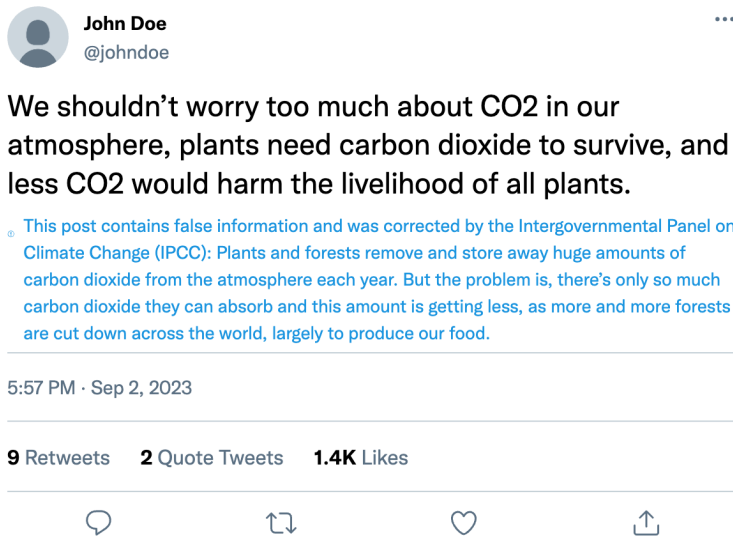 John Doe
@johndoe
We shouldn’t worry too much about CO2 in our
atmosphere, plants need carbon dioxide to survive, and
less CO2 would harm the livelihood of all plants.
This post contains false information and was corrected by the Intergovernmental Panel on
Climate Change (IPCC): Plants and forests remove and store away huge amounts of
carbon dioxide from the atmosphere each year. But the problem is, there’s only so much
carbon dioxide they can absorb and this amount is getting less, as more and more forests
are cut down across the world, largely to produce our food.
5:57 PM · Sep 2, 2023
9 Retweets 2 Quote Tweets 1.4K Likes